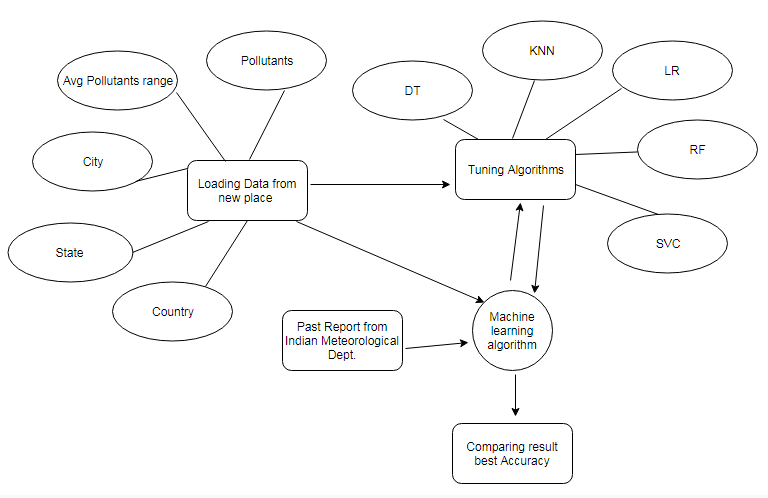 KNN
Pollutants
LR
Avg Pollutants range
DT
RF
City
Tuning Algorithms
Loading Data from
new place
SVC
State
Country
Machine
learning
algorithm
Past Report from
Indian Meteorological
Dept.
Comparing result
best Accuracy